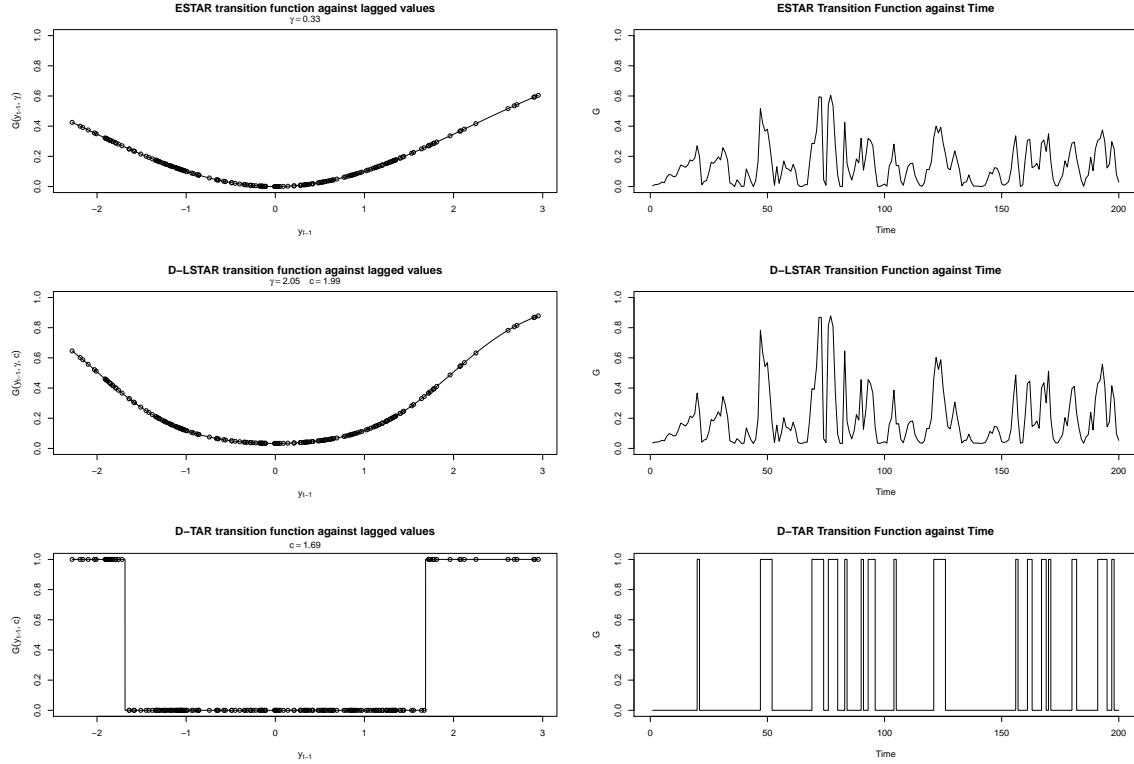 ESTAR transition function against lagged values
γ = 0.33
G(yt−1, γ)
0.0 0.2 0.4 0.6 0.8 1.0
−2 −1 0 1 2 3
yt−1
ESTAR Transition Function against Time
G
0.0 0.2 0.4 0.6 0.8 1.0
0 50 100 150 200
Time
D−LSTAR transition function against lagged values
γ = 2.05 c = 1.99
G(yt−1, γ, c)
0.0 0.2 0.4 0.6 0.8 1.0
−2 −1 0 1 2 3
yt−1
D−LSTAR Transition Function against Time
G
0.0 0.2 0.4 0.6 0.8 1.0
0 50 100 150 200
Time
D−TAR transition function against lagged values
c = 1.69
G(yt−1, c)
0.0 0.2 0.4 0.6 0.8 1.0
−2 −1 0 1 2 3
yt−1
D−TAR Transition Function against Time
G
0.0 0.2 0.4 0.6 0.8 1.0
0 50 100 150 200
Time